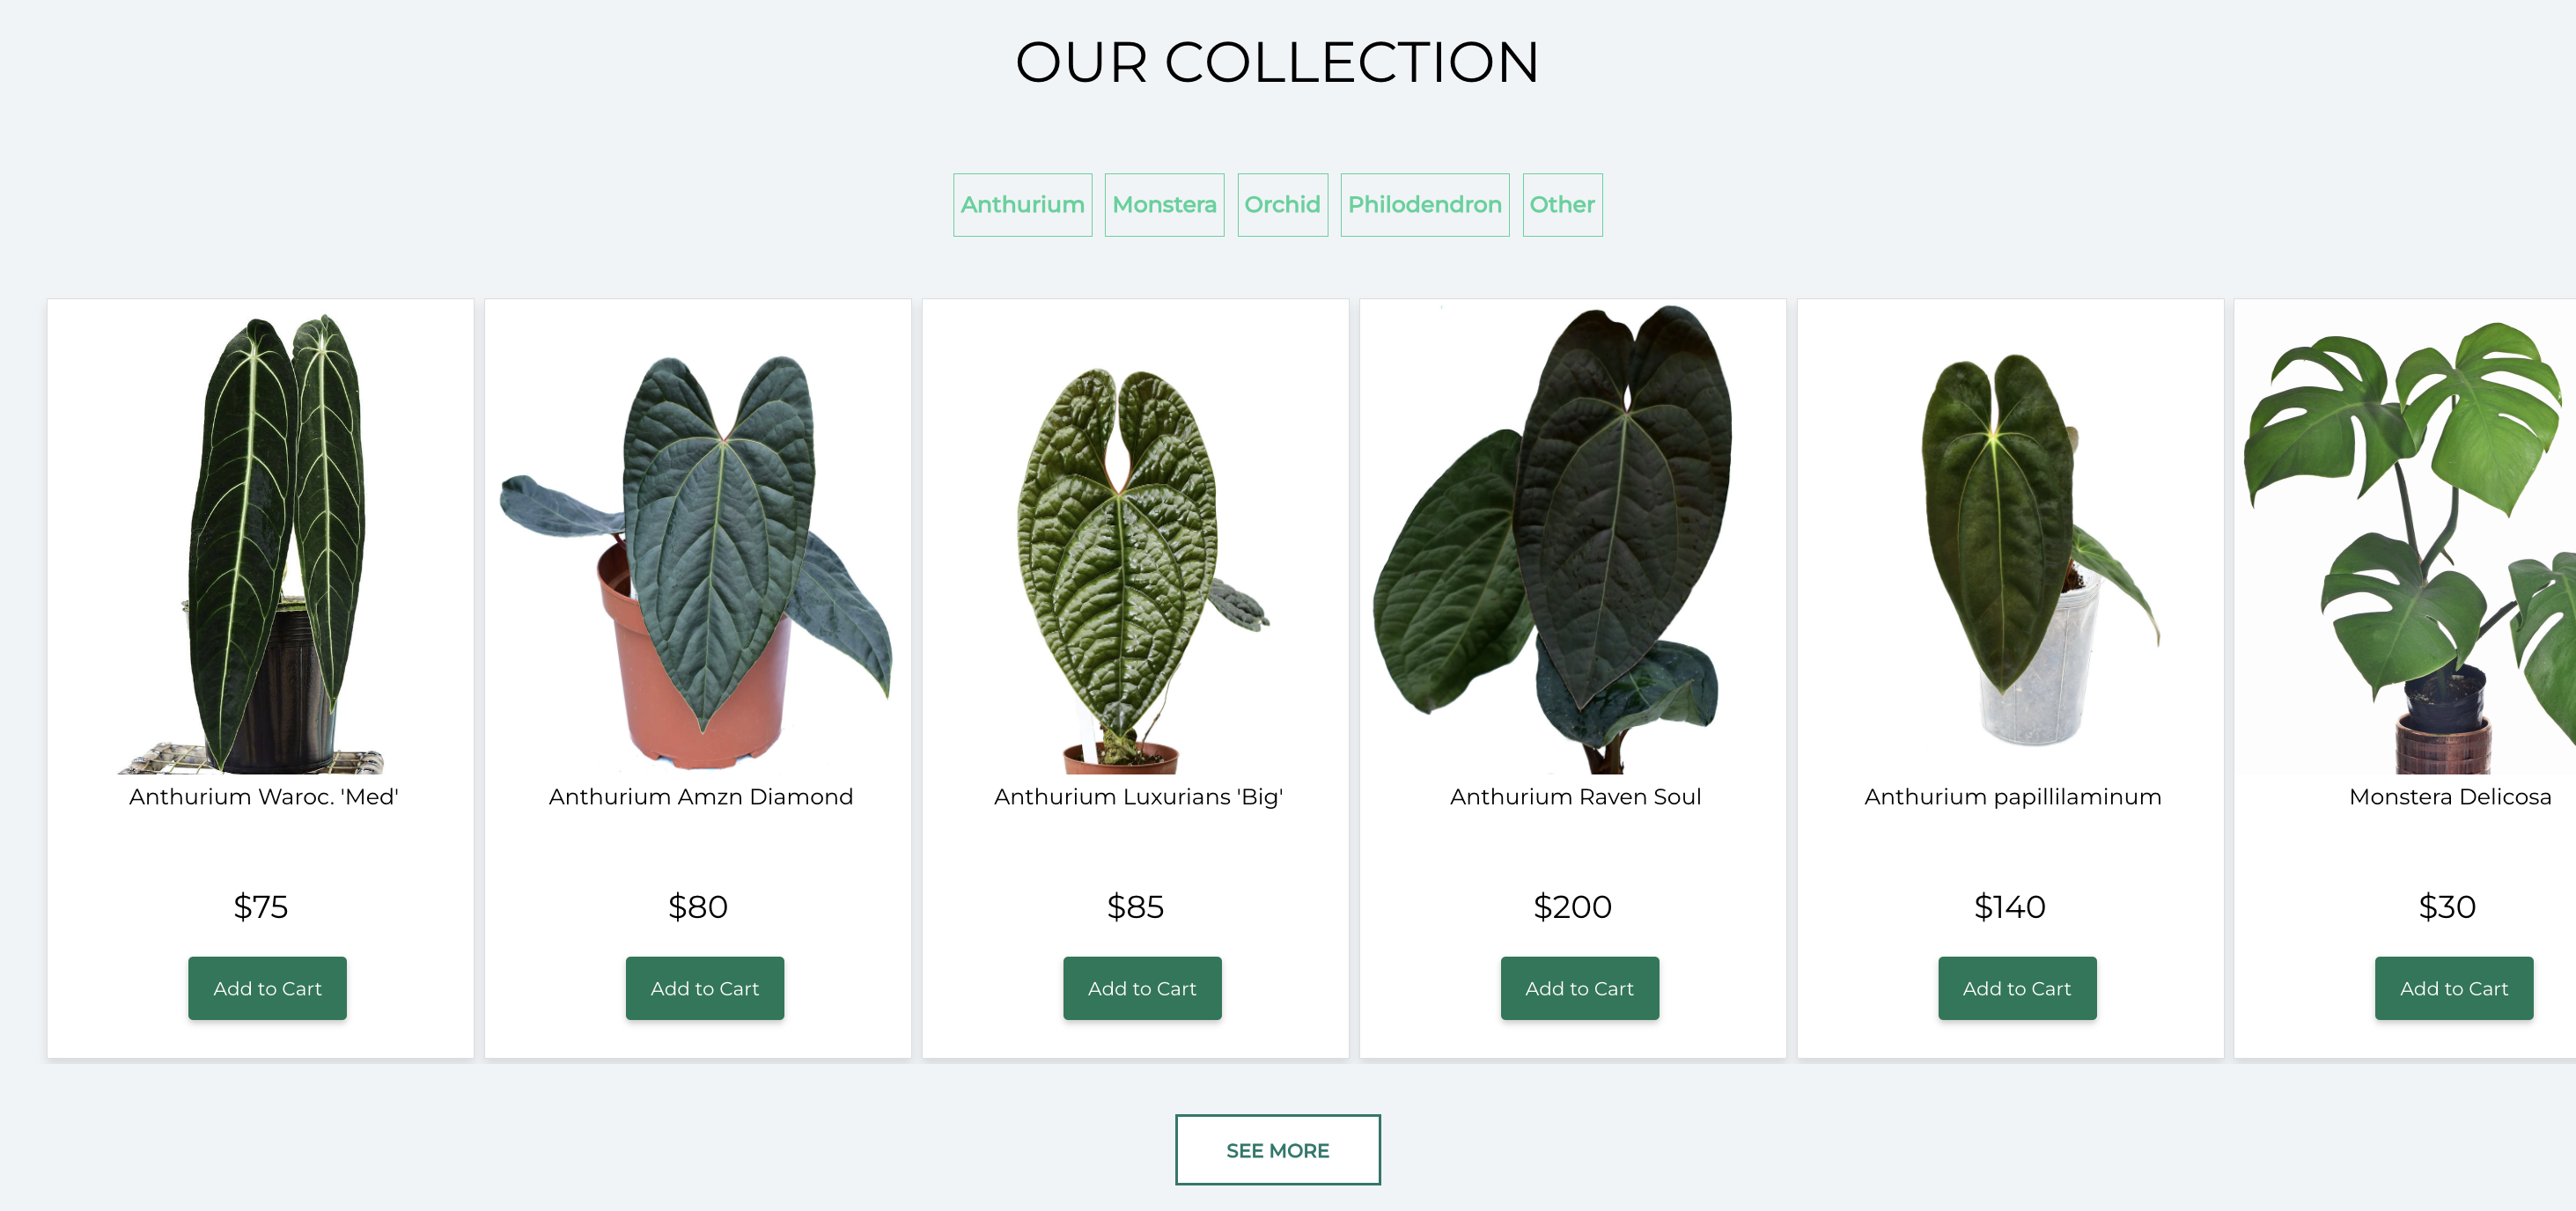 OUR COLLECTION
Anthurium Monstera Orchid Philodendron Other
Anthurium Waroc. 'Med' Anthurium Amzn Diamond Anthurium Luxurians 'Big' Anthurium Raven Soul Anthurium papillilaminum Monstera Delicosa
$75 $80 $85 $200 $140 $30
Add to Cart Add to Cart Add to Cart Add to Cart Add to Cart Add to Cart
SEE MORE